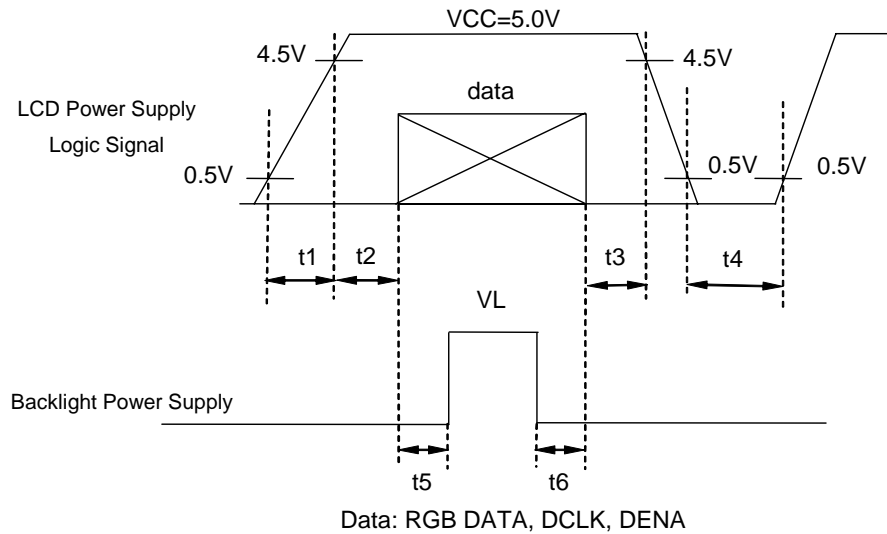 VCC=5.0V
4.5V
4.5V
data
LCD Power Supply
Logic Signal
0.5V
0.5V
0.5V
t1
t2
t3
t4
VL
Backlight Power Supply
t5
t6
Data: RGB DATA, DCLK, DENA